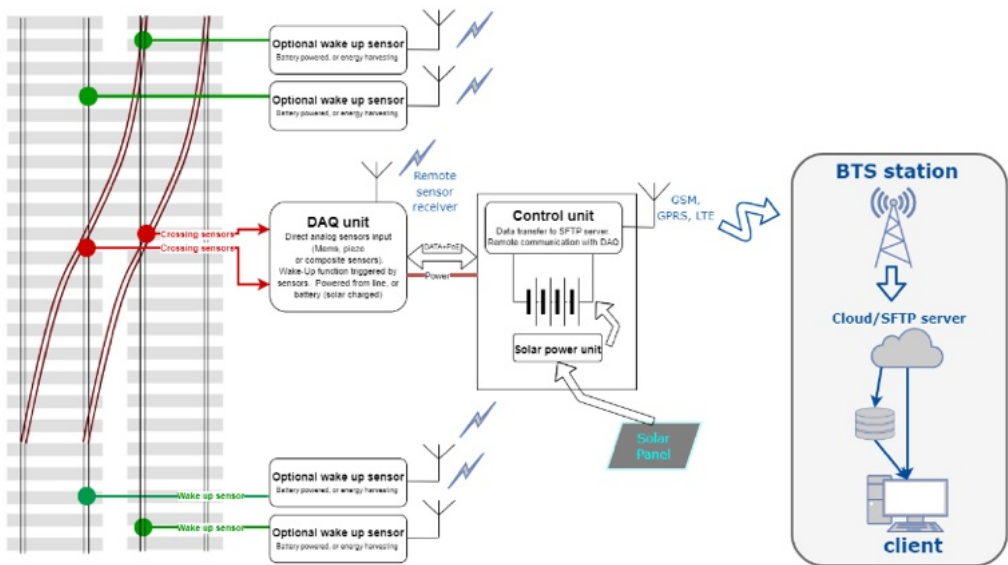 Optional wake up sensor
Battery powered, or energy harvesting
Optional wake up sensor
Battery powered, or energy harvesting
Remote
sensor
receiver
DAQ unit
Direct analog sensors input
(Mems, piezo
or composite sensors).
Wake-Up function triggered by
sensors. Powered from line, or
battery (solar charged)
Crossing sensors
Crossing sensors
(DATA+PoE)
Power
Control unit
Data transfer to SFTP server.
Remote communication with DAQ
GSM,
GPRS, LTE
Solar power unit
Solar
Panel
BTS station
Cloud/SFTP server
client
Optional wake up sensor
Battery powered, or energy harvesting
Wake up sensor
Optional wake up sensor
Battery powered, or energy harvesting
Wake up sensor